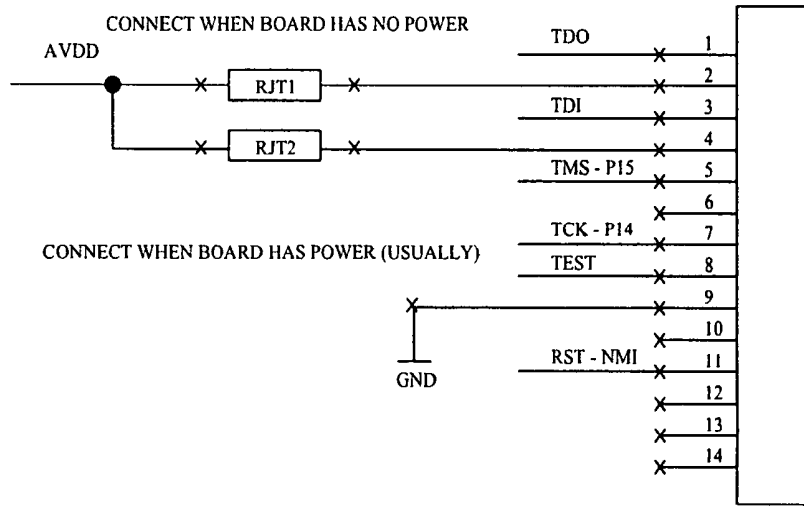 CONNECT WHEN BOARD HAS NO POWER
AVDD
TDO 1
RJT1 2
TDI 3
RJT2 4
TMS - P15 5
6
TCK - P14 7
CONNECT WHEN BOARD HAS POWER (USUALLY)
TEST 8
9
10
RST - NMI 11
GND
12
13
14